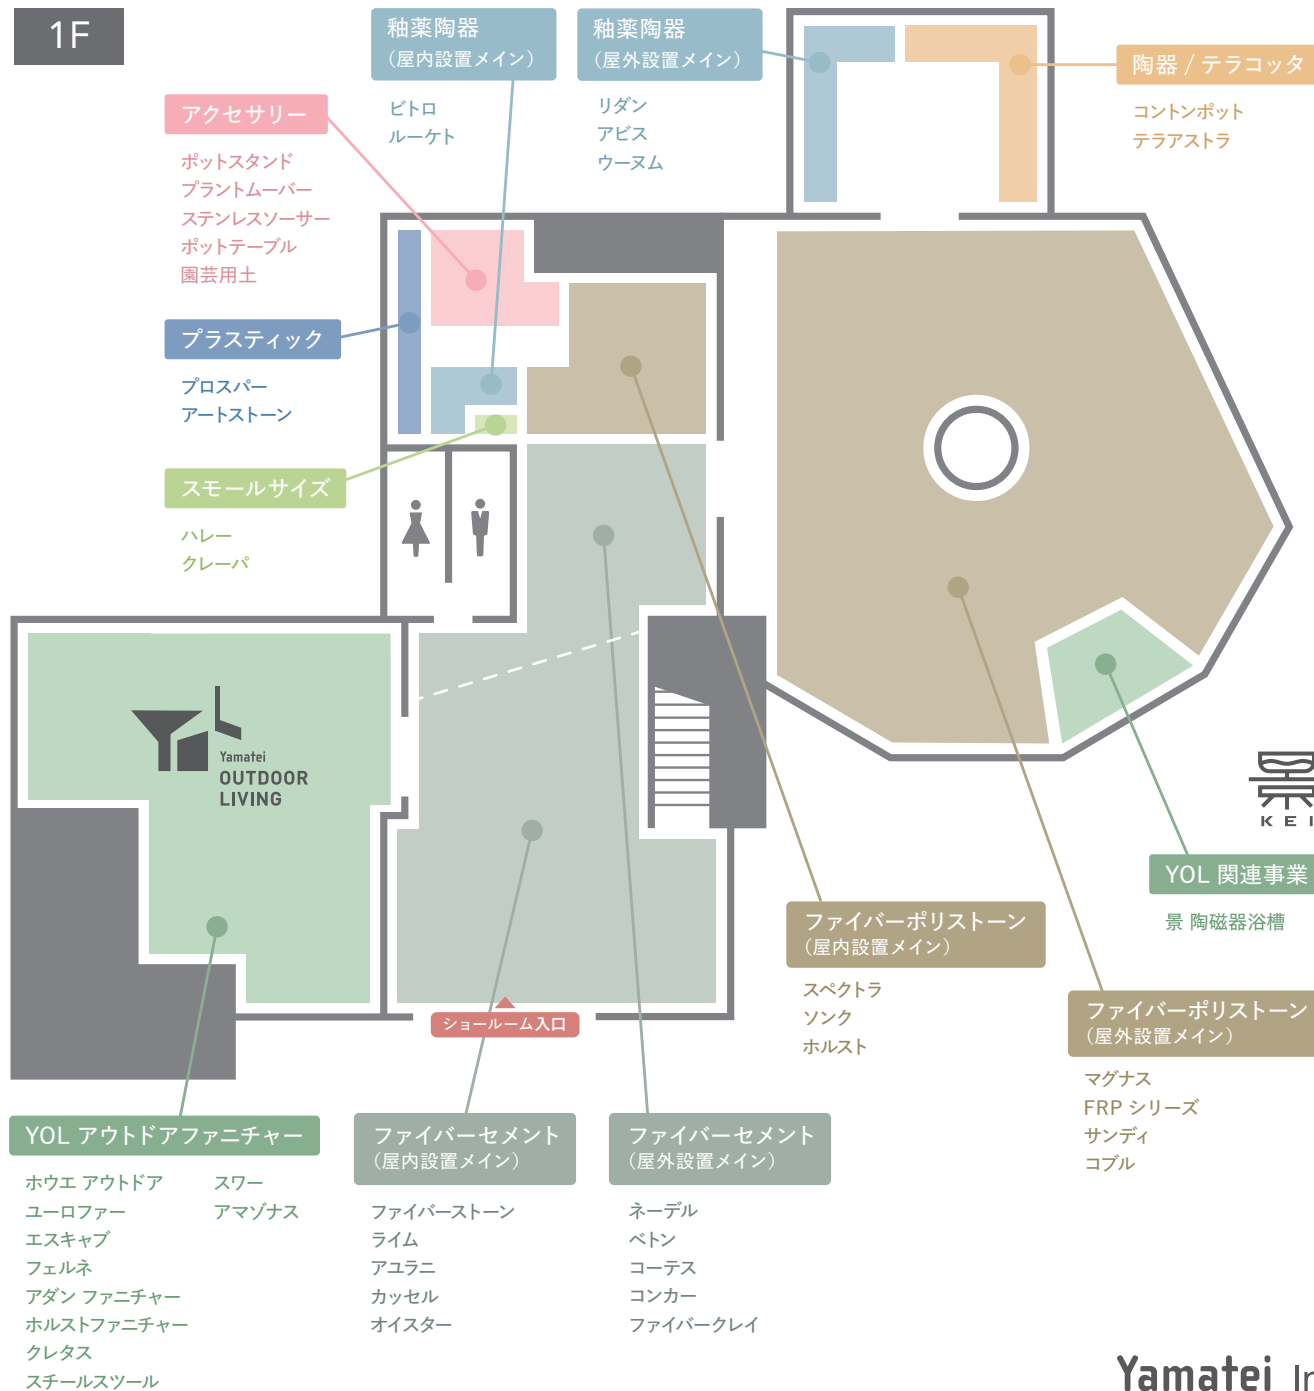 1F
釉薬陶器
（屋内設置メイン）
ビトロ
ルーケト
釉薬陶器
（屋外設置メイン）
リダン
アビス
ウーヌム
陶器 / テラコッタ
コントンポット
テラアストラ
アクセサリー
ポットスタンド
プラントムーバー
ステンレスソーサー
ポットテーブル
園芸用土
プラスティック
プロスパー
アートストーン
スモールサイズ
ハレー
クレーパ
Yamatei
OUTDOOR
LIVING
KEI
YOL 関連事業
景 陶磁器浴槽
ファイバーポリストーン
（屋内設置メイン）
スペクトラ
ソンク
ホルスト
ファイバーポリストーン
（屋外設置メイン）
マグナス
FRP シリーズ
サンディ
コブル
ショールーム入口
YOL アウトドアファニチャー
ホウエ アウトドア
ユーロファー
エスキャブ
フェルネ
アダン ファニチャー
ホルストファニチャー
クレタス
スチールスツール
スワー
アマゾナス
ファイバーセメント
（屋内設置メイン）
ファイバーストーン
ライム
アユラニ
カッセル
オイスター
ファイバーセメント
（屋外設置メイン）
ネーデル
ベトン
コーテス
コンカー
ファイバークレイ
Yamatei